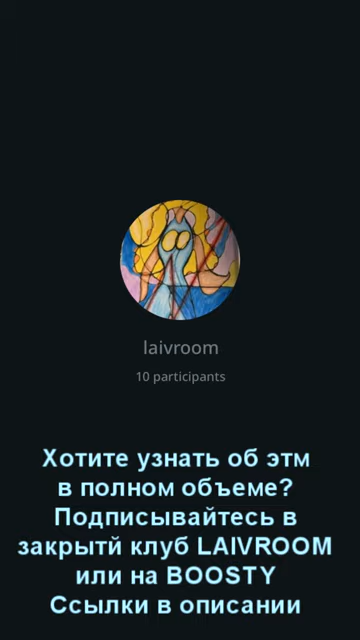 laivroom
10 participants
Хотите узнать об этм
в полном объеме?
Подписывайтесь в
закрытй клуб LAIVROOM
или на BOOSTY
Ссылки в описании